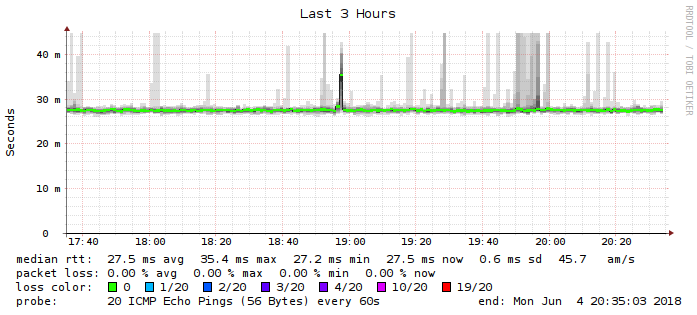 Last 3 Hours
RRDTOOL / TOBI OETIKER
Seconds
40 m
30 m
20 m
10 m
0
17:40 18:00 18:20 18:40 19:00 19:20 19:40 20:00 20:20
median rtt: 27.5 ms avg 35.4 ms max 27.2 ms min 27.5 ms now 0.6 ms sd 45.7 am/s
packet loss: 0.00 % avg 0.00 % max 0.00 % min 0.00 % now
loss color: 0 1/20 2/20 3/20 4/20 10/20 19/20
probe: 20 ICMP Echo Pings (56 Bytes) every 60s end: Mon Jun 4 20:35:03 2018